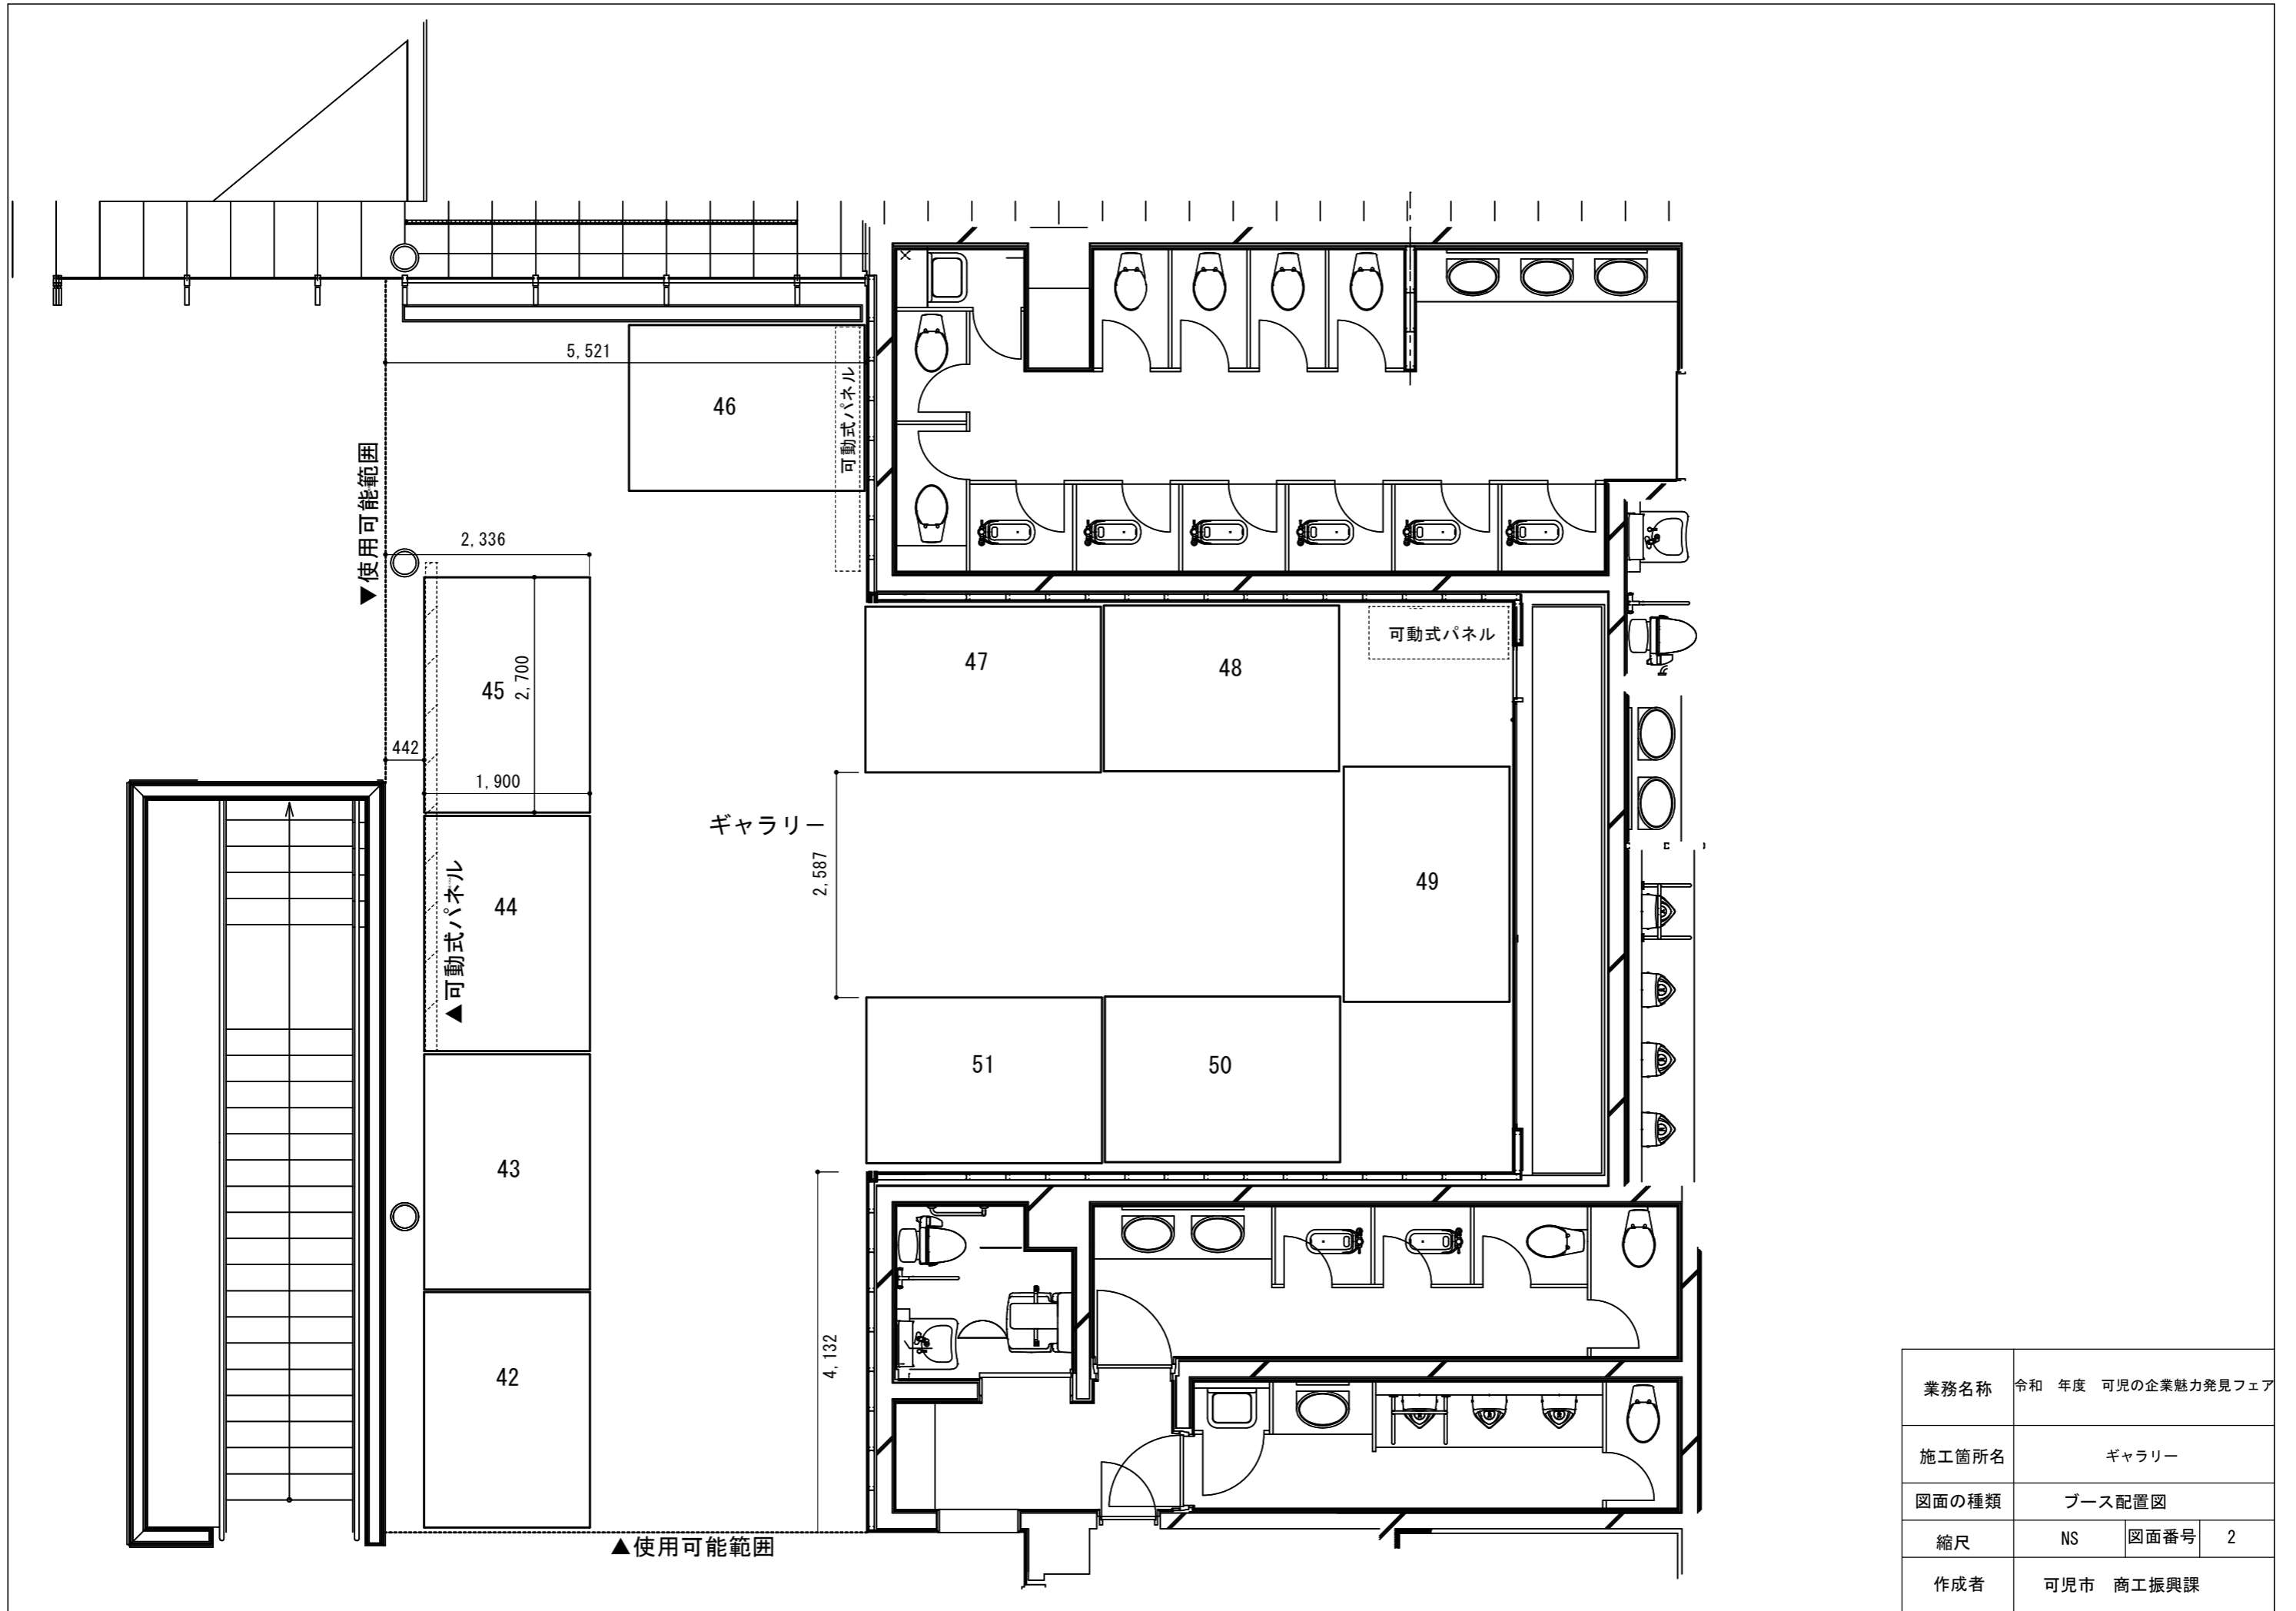 5,521
46
可動式パネル
▼使用可能範囲
2,336
45
2,700
442
1,900
47
48
可動式パネル
ギャラリー
2,587
44
▲可動式パネル
49
43
51
50
42
4,132
▲使用可能範囲
業務名称 令和 年度 可児の企業魅力発見フェア
施工箇所名 ギャラリー
図面の種類 ブース配置図
縮尺 NS 図面番号 2
作成者 可児市 商工振興課